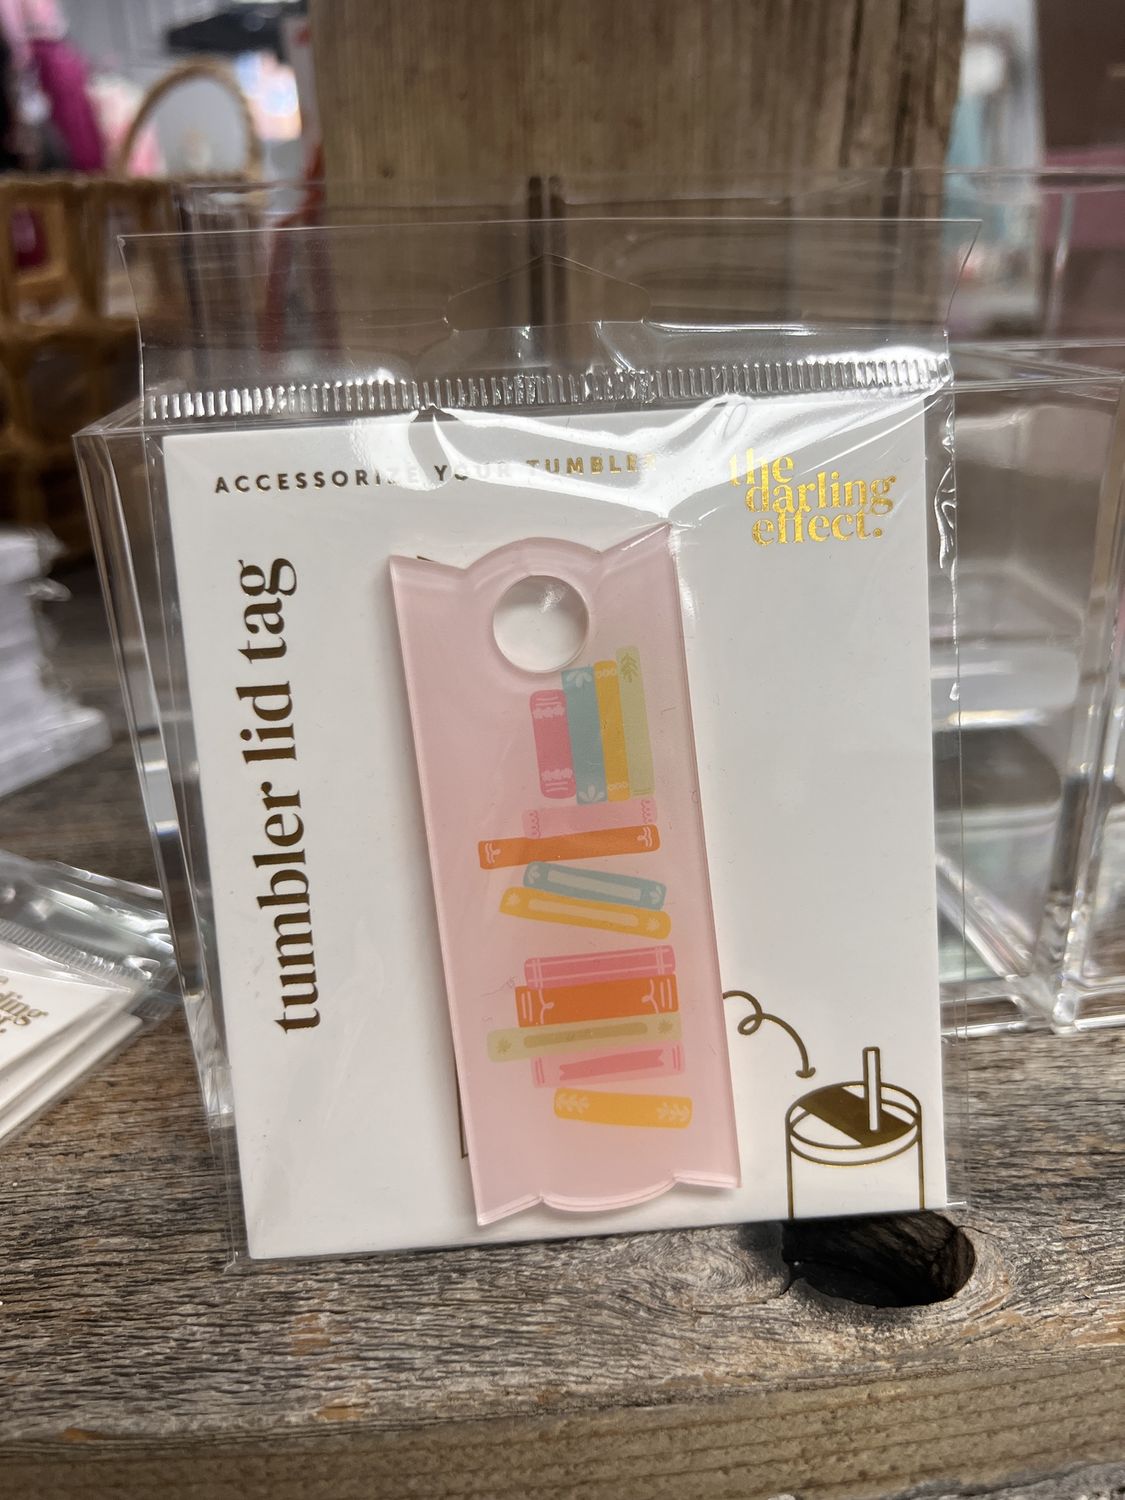 ACCESSORIZE YOUR TUMBLER
the
darling
effect.
tumbler lid tag